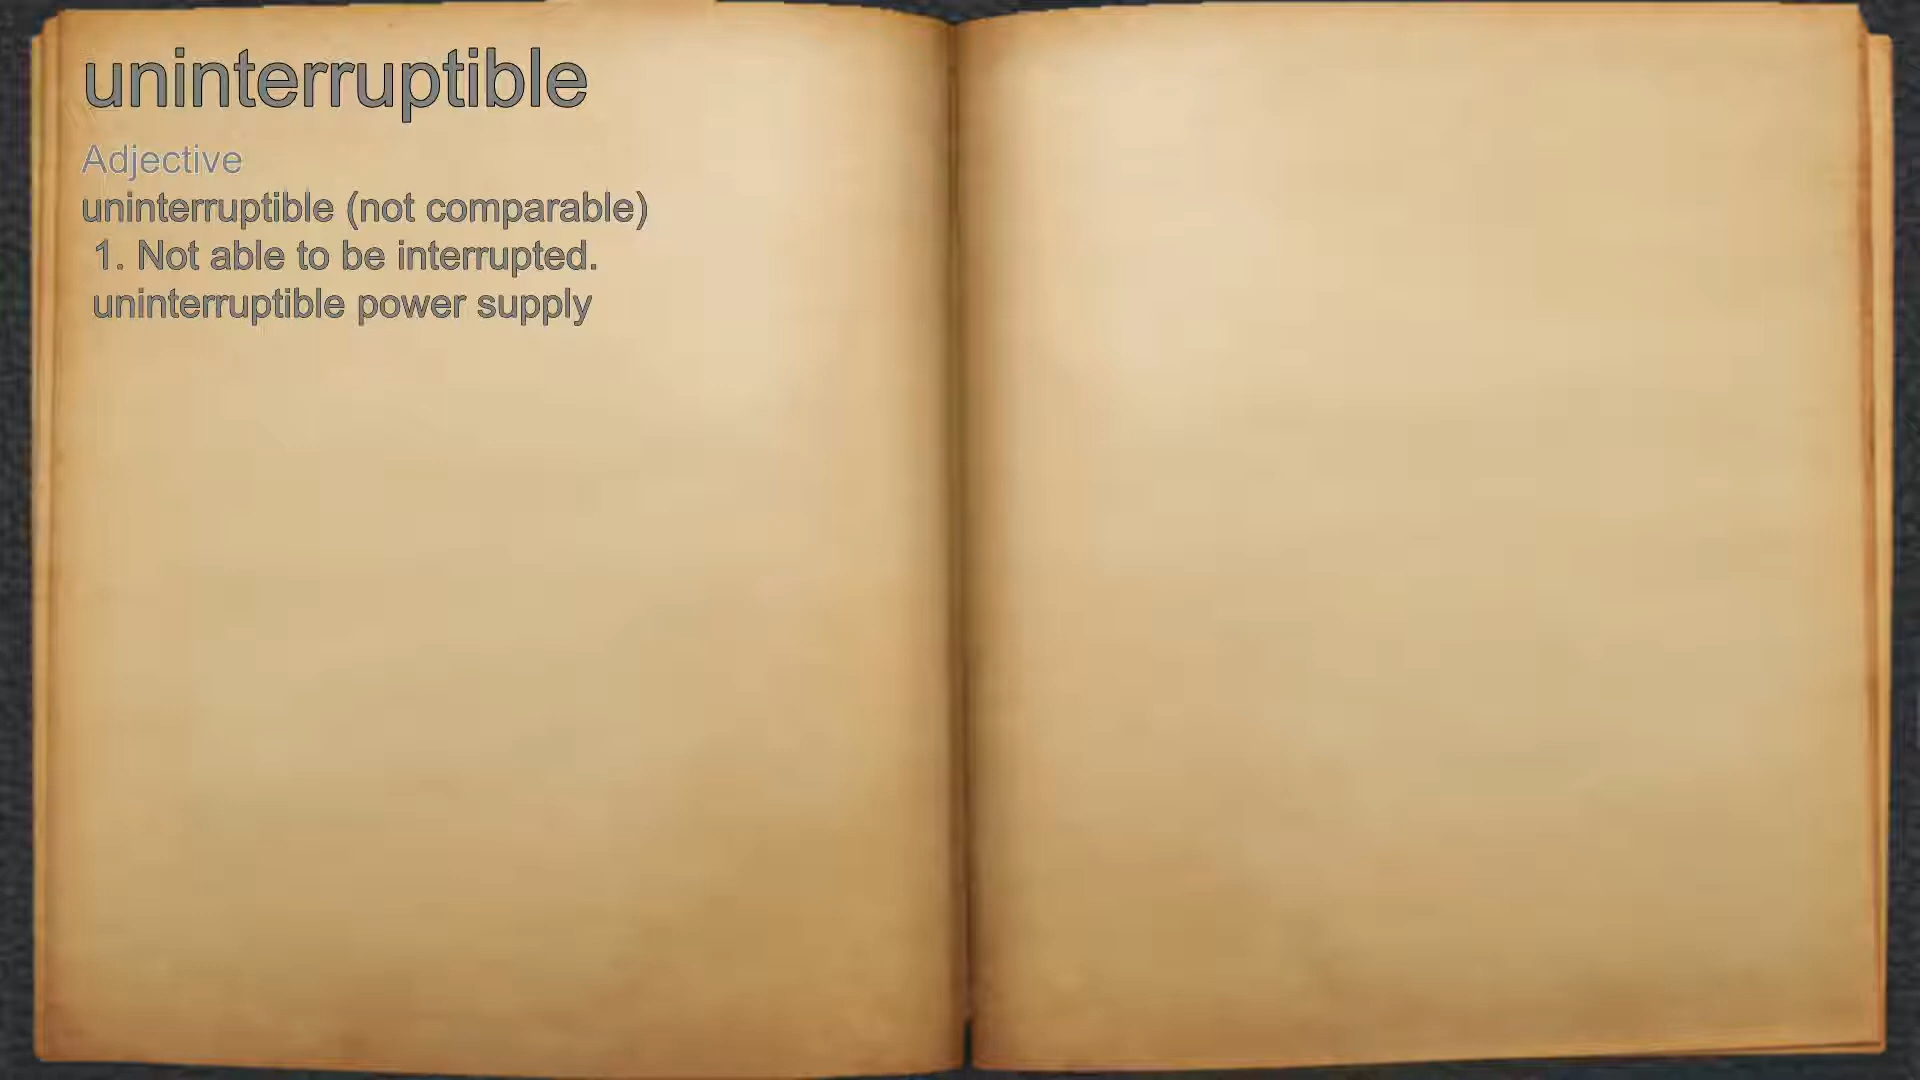 uninterruptible
Adjective
uninterruptible (not comparable)
1. Not able to be interrupted.
uninterruptible power supply